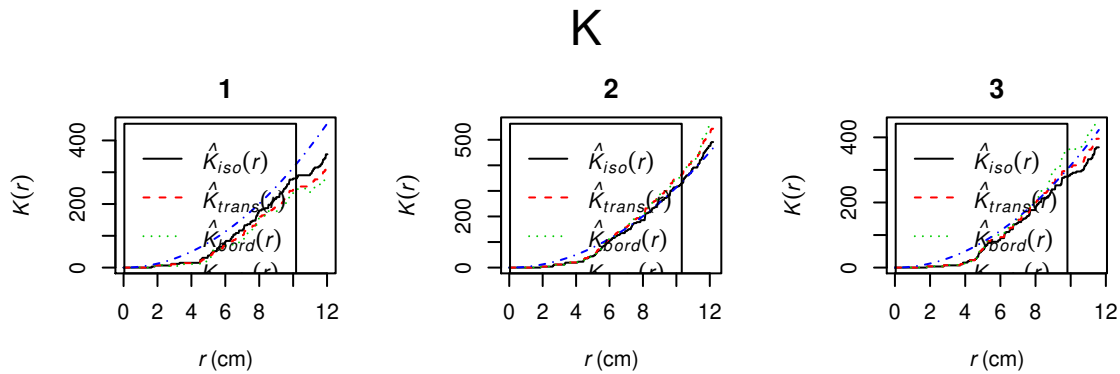 K
1
K(r)
0 200 400
K̂iso(r)
K̂trans(r)
K̂bord(r)
0 2 4 6 8 12
r (cm)
2
K(r)
0 200 500
K̂iso(r)
K̂trans(r)
K̂bord(r)
0 2 4 6 8 12
r (cm)
3
K(r)
0 200 400
K̂iso(r)
K̂trans(r)
K̂bord(r)
0 2 4 6 8 12
r (cm)